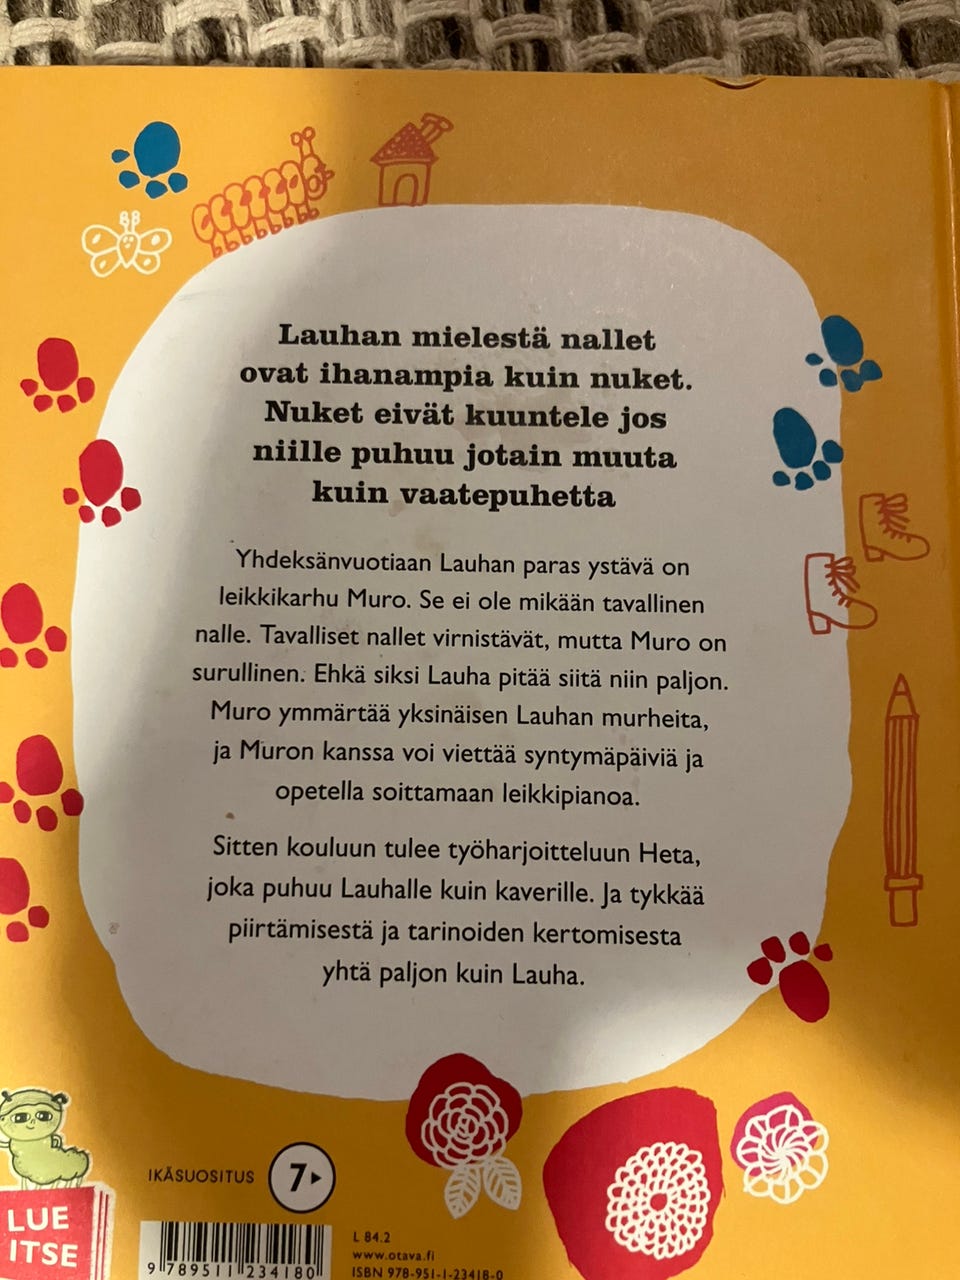 Lauhan mielestä nallet
ovat ihanampia kuin nuket.
Nuket eivät kuuntele jos
niille puhuu jotain muuta
kuin vaatepuhetta
Yhdeksänvuotiaan Lauhan paras ystävä on
leikkikarhu Muro. Se ei ole mikään tavallinen
nalle. Tavalliset nallet virnistävät, mutta Muro on
surullinen. Ehkä siksi Lauha pitää siitä niin paljon.
Muro ymmärtää yksinäisen Lauhan murheita,
ja Muron kanssa voi viettää syntymäpäiviä ja
opetella soittamaan leikkipianoa.
Sitten kouluun tulee työharjoitteluun Heta,
joka puhuu Lauhalle kuin kaverille. Ja tykkää
piirtämisestä ja tarinoiden kertomisesta
yhtä paljon kuin Lauha.
IKÄSUOSITUS 7
LUE
ITSE
9 789511 234180
L 84.2
www.otava.fi
ISBN 978-951-1-23418-0